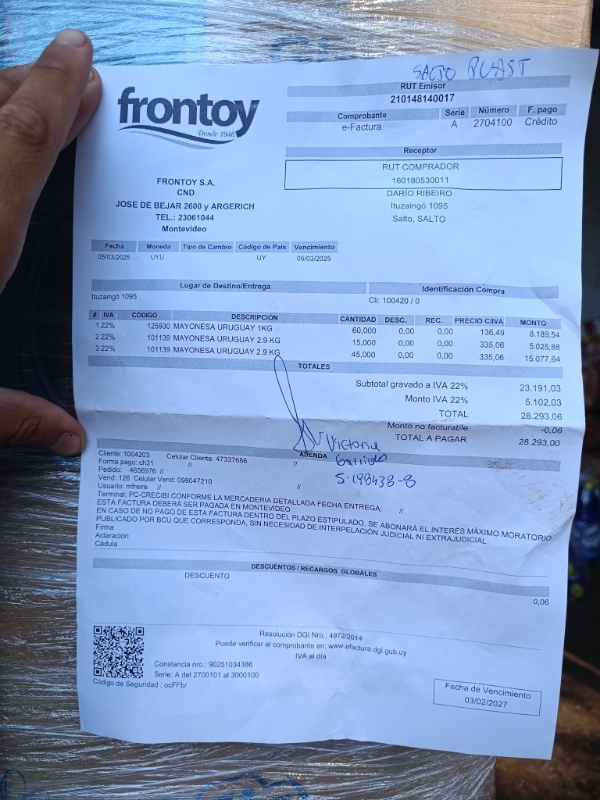 SALTO PLAST
frontoy
Desde 1946
RUT Emisor
210148140017
Comprobante Serie Número F. pago
e-Factura A 2704100 Crédito
Receptor
RUT COMPRADOR
160180530011
DARÍO RIBEIRO
Ituzaingó 1095
Salto, SALTO
FRONTOY S.A.
CND
JOSE DE BEJAR 2600 y ARGERICH
TEL.: 23061044
Montevideo
Fecha Moneda Tipo de Cambio Código de País Vencimiento
05/03/2025 UYU UY 05/03/2025
Lugar de Destino/Entrega Identificación Compra
Ituzaingó 1095 Cli: 100420 / 0
# IVA CÓDIGO DESCRIPCIÓN CANTIDAD DESC. REC. PRECIO C/IVA MONTO
1 22% 125930 MAYONESA URUGUAY 1KG 60,000 0,00 0,00 136,49 8.189,54
2 22% 101139 MAYONESA URUGUAY 2.9 KG 15,000 0,00 0,00 335,06 5.025,88
3 22% 101139 MAYONESA URUGUAY 2.9 KG 45,000 0,00 0,00 335,06 15.077,64
TOTALES
Subtotal gravado a IVA 22% 23.191,03
Monto IVA 22% 5.102,03
TOTAL 28.293,06
Monto no facturable -0,06
TOTAL A PAGAR 28.293,00
Victoria
Garrido
5.198438-8
ADENDA
Cliente: 1004203 Celular Cliente: 47337686 //
Forma pago: ch21 //
Pedido: 4656976 // //
Vend: 126 Celular Vend: 098047210
Usuario: mfreire //
Terminal: PC-CRECIBI CONFORME LA MERCADERIA DETALLADA FECHA ENTREGA: //
ESTA FACTURA DEBERÁ SER PAGADA EN MONTEVIDEO
EN CASO DE NO PAGO DE ESTA FACTURA DENTRO DEL PLAZO ESTIPULADO, SE ABONARÁ EL INTERÉS MÁXIMO MORATORIO
PUBLICADO POR BCU QUE CORRESPONDA, SIN NECESIDAD DE INTERPELACIÓN JUDICIAL NI EXTRAJUDICIAL
Firma
Aclaración
Cédula
DESCUENTOS / RECARGOS GLOBALES
DESCUENTO 0,06
Resolución DGI Nro.: 4972/2014
Puede verificar el comprobante en: www.efactura.dgi.gub.uy
IVA al día
Constancia nro.: 90251034386
Serie: A del 2700101 al 3000100
Código de Seguridad : ocFFb/
Fecha de Vencimiento
03/02/2027